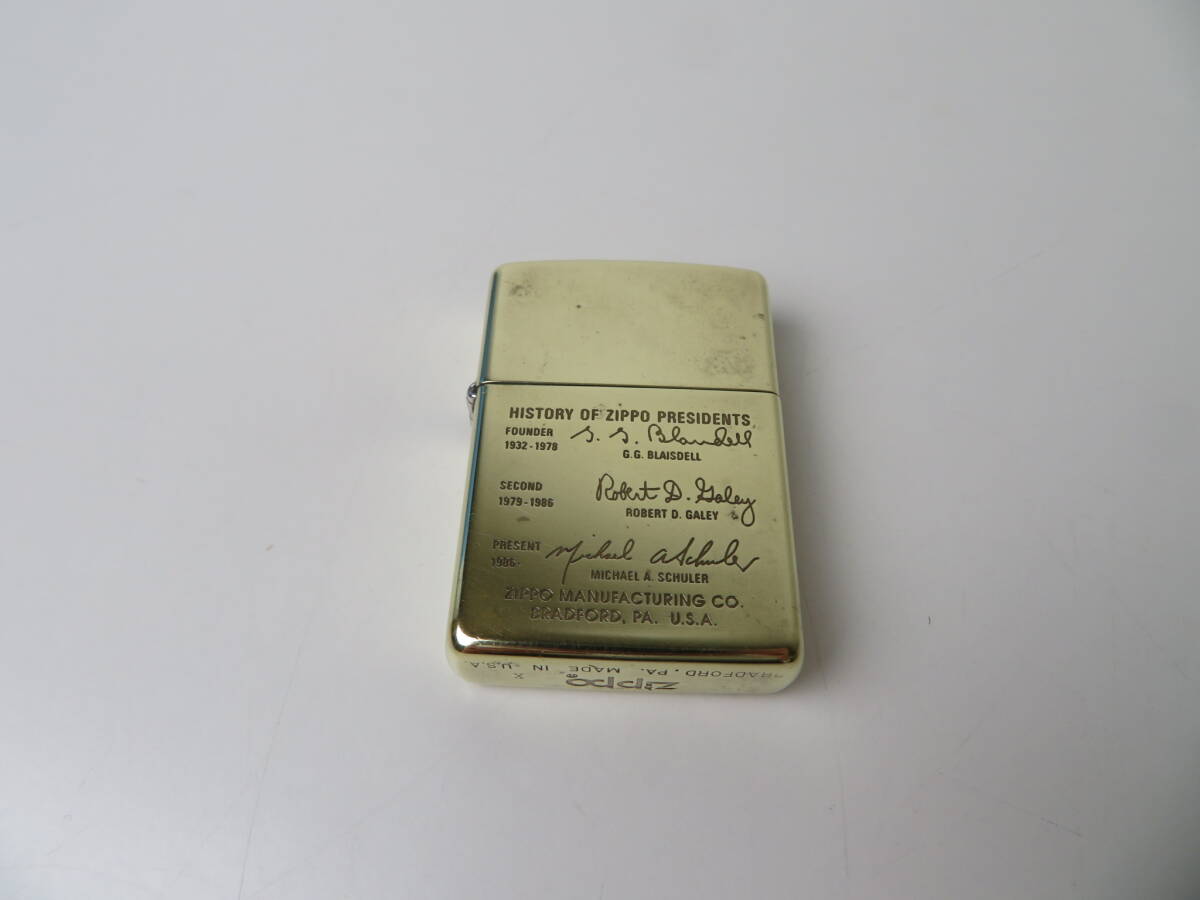 HISTORY OF ZIPPO PRESIDENTS
FOUNDER G. G. Blaisdell
1932 - 1978 G.G. BLAISDELL
SECOND Robert D. Galey
1979 - 1986 ROBERT D. GALEY
PRESENT Michael A Schuler
1986- MICHAEL A. SCHULER
ZIPPO MANUFACTURING CO.
BRADFORD, PA. U.S.A.
BRADFORD, PA. MADE IN U.S.A.
Zippo X